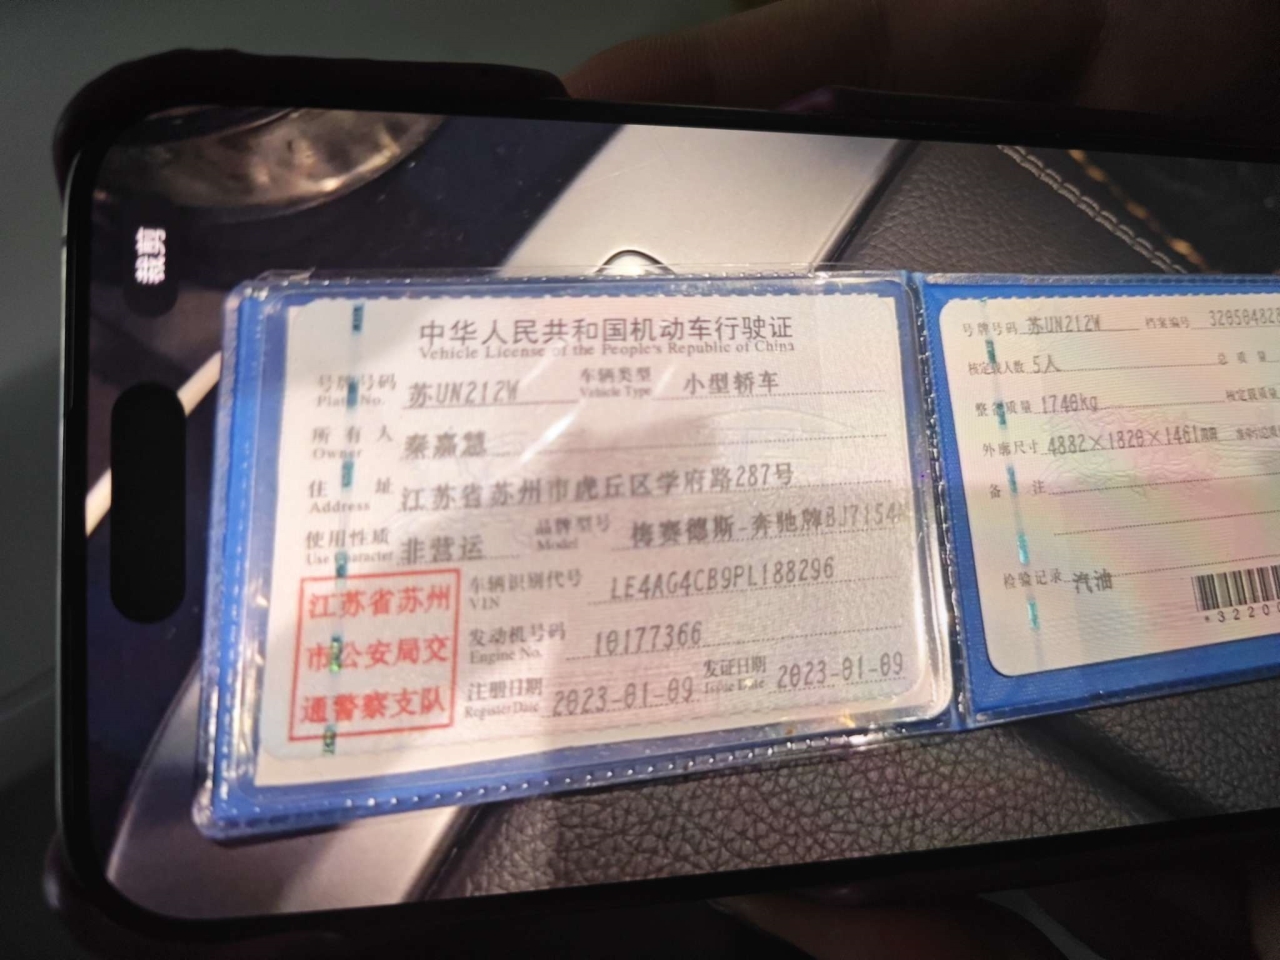 裁剪
中华人民共和国机动车行驶证
Vehicle License of the People's Republic of China
号牌号码 苏UN212W 车辆类型 小型轿车
Plate No. Vehicle Type
所有人 秦嘉慧
Owner
住址 江苏省苏州市虎丘区学府路287号
Address
使用性质 非营运 品牌型号 梅赛德斯-奔驰牌BJ7154
Use Character Model
江苏省苏州
市公安局交
通警察支队
车辆识别代号 LE4AG4CB9PL188296
VIN
发动机号码 10177366
Engine No.
注册日期 2023-01-09 发证日期 2023-01-09
Register Date Issue Date
号牌号码 苏UN212W 档案编号 32050482
核定载人数 5人 总质量
整备质量 1740kg 核定载质量
外廓尺寸 4882×1820×1461mm
备注
检验记录 汽油
*3220